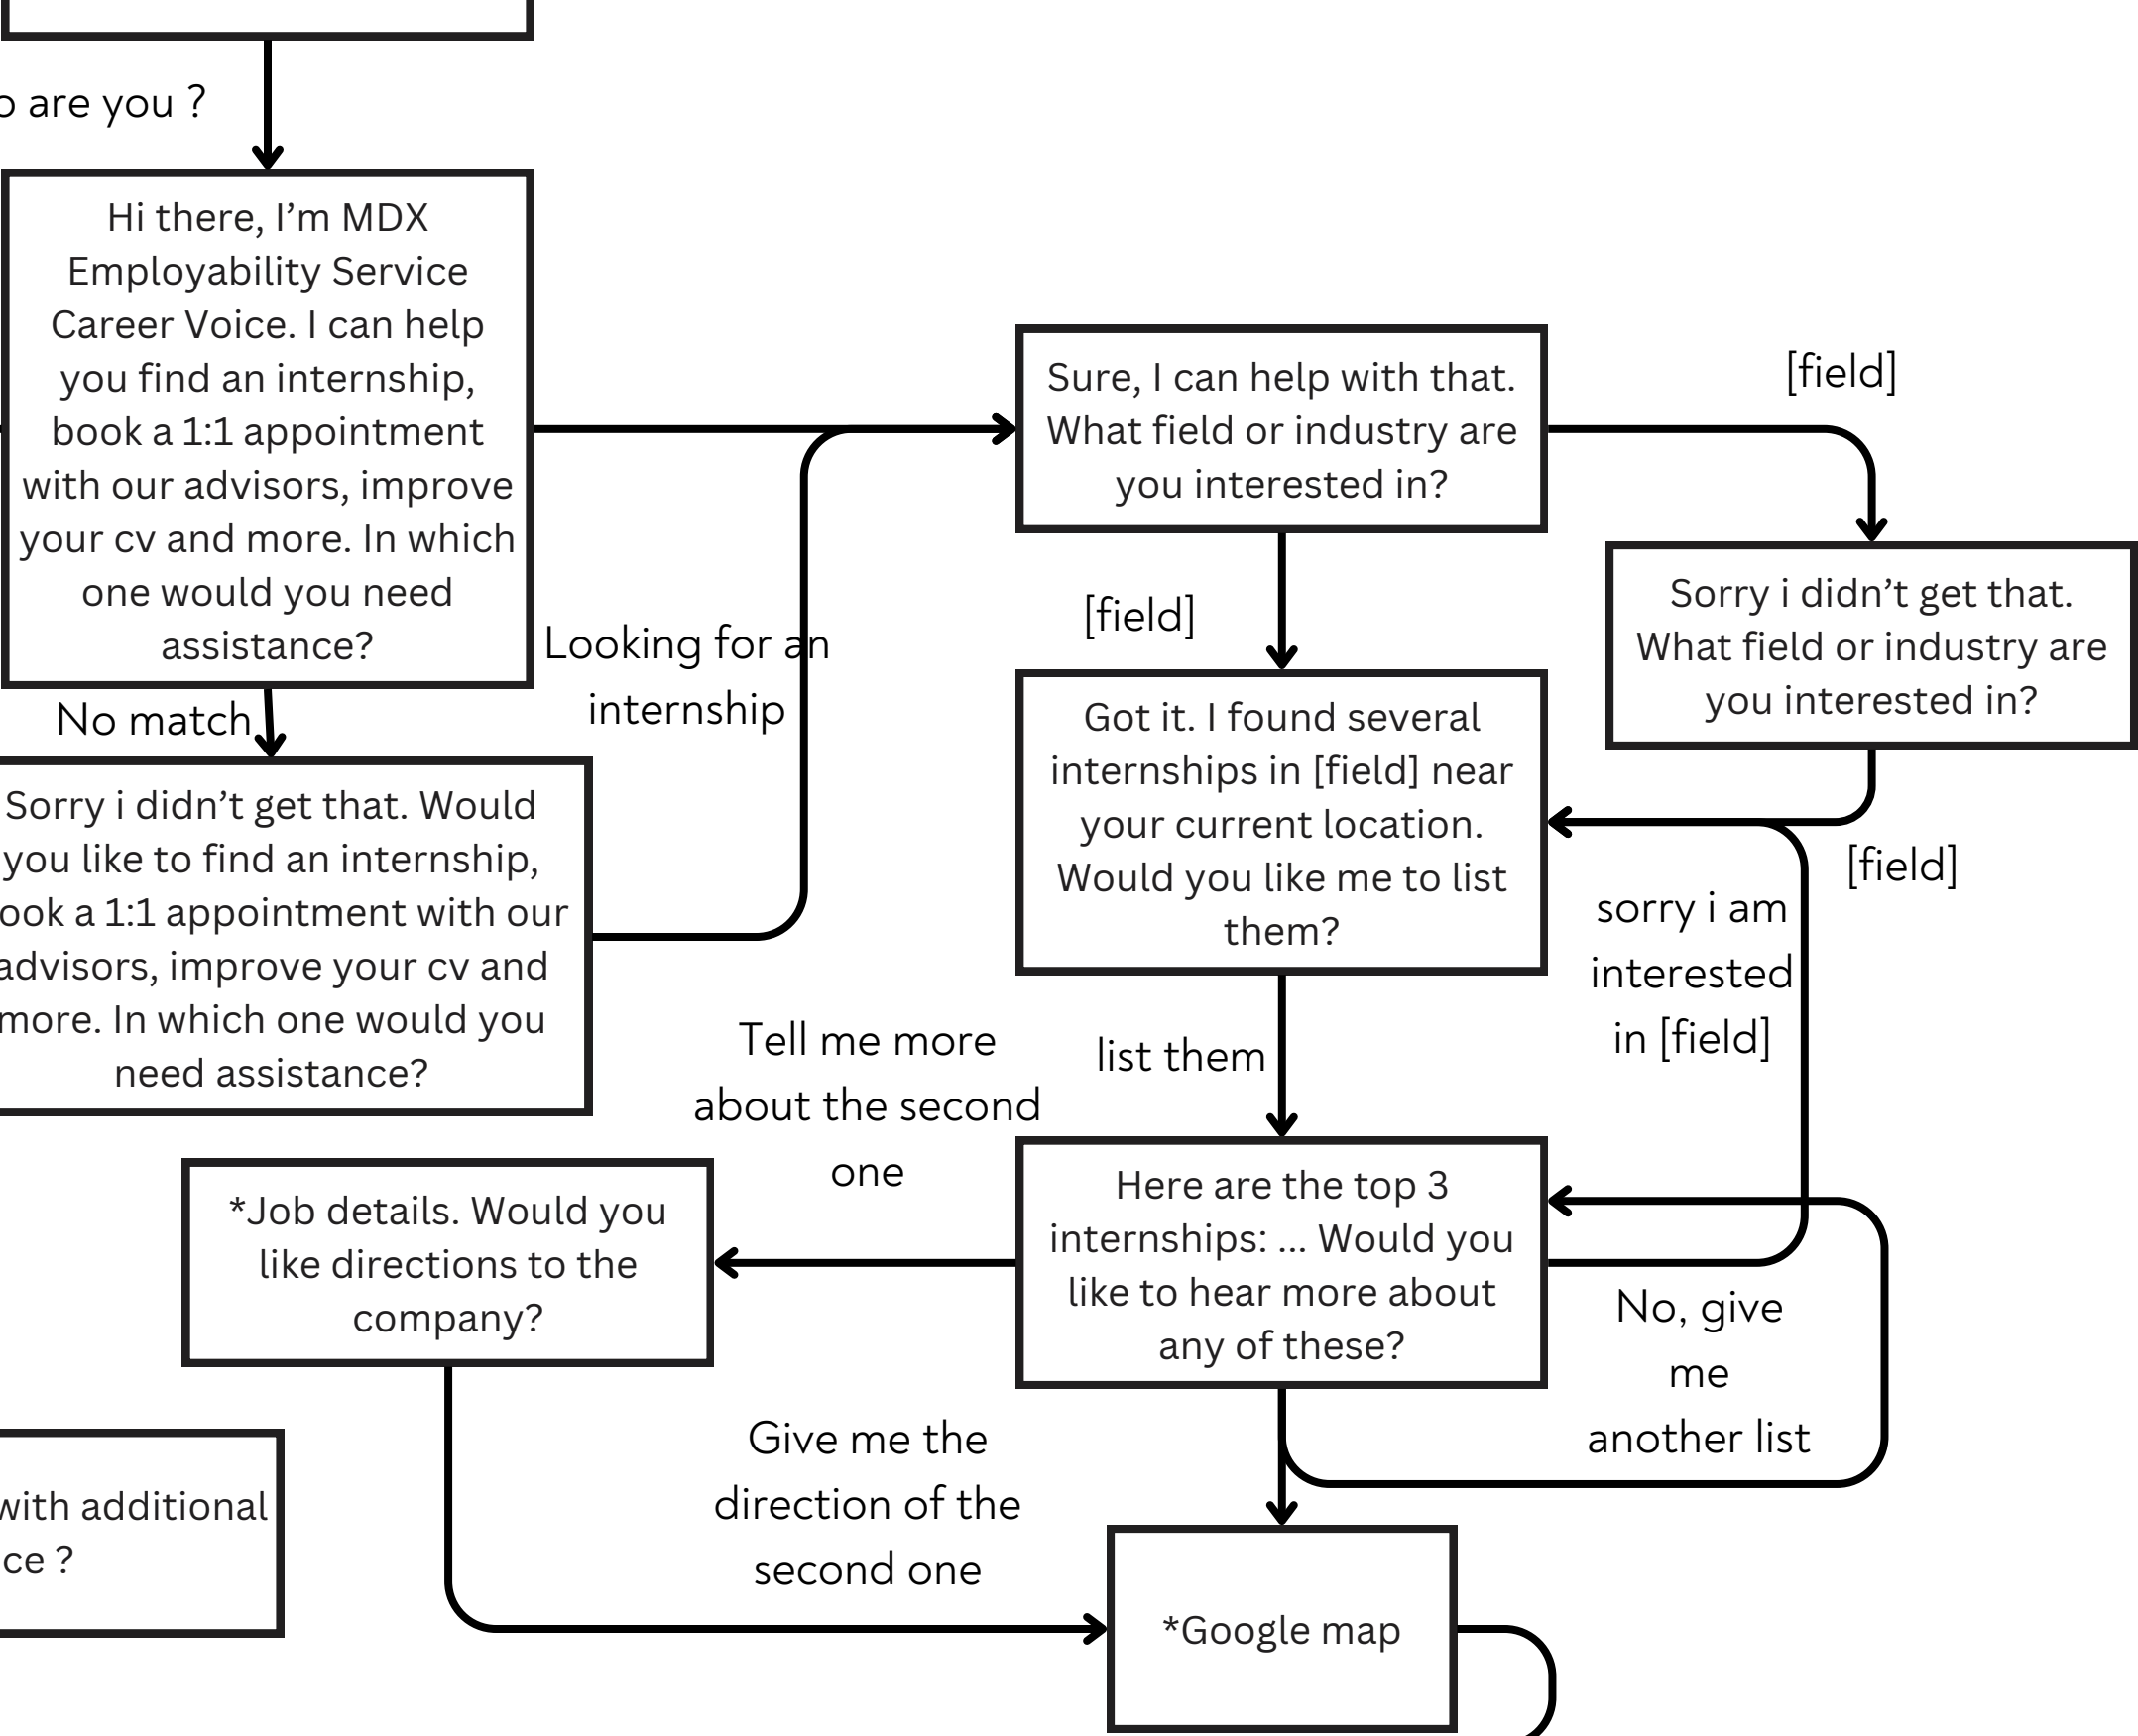 are you ?
Hi there, I’m MDX
Employability Service
Career Voice. I can help
you find an internship,
book a 1:1 appointment
with our advisors, improve
your cv and more. In which
one would you need
assistance?
No match
Sorry i didn’t get that. Would
you like to find an internship,
a 1:1 appointment with our
advisors, improve your cv and
more. In which one would you
need assistance?
Looking for an
internship
Sure, I can help with that.
What field or industry are
you interested in?
[field]
Sorry i didn’t get that.
What field or industry are
you interested in?
[field]
[field]
Got it. I found several
internships in [field] near
your current location.
Would you like me to list
them?
sorry i am
interested
in [field]
list them
Tell me more
about the second
one
Here are the top 3
internships: ... Would you
like to hear more about
any of these?
*Job details. Would you
like directions to the
company?
No, give
me
another list
Give me the
direction of the
second one
with additional
?
*Google map